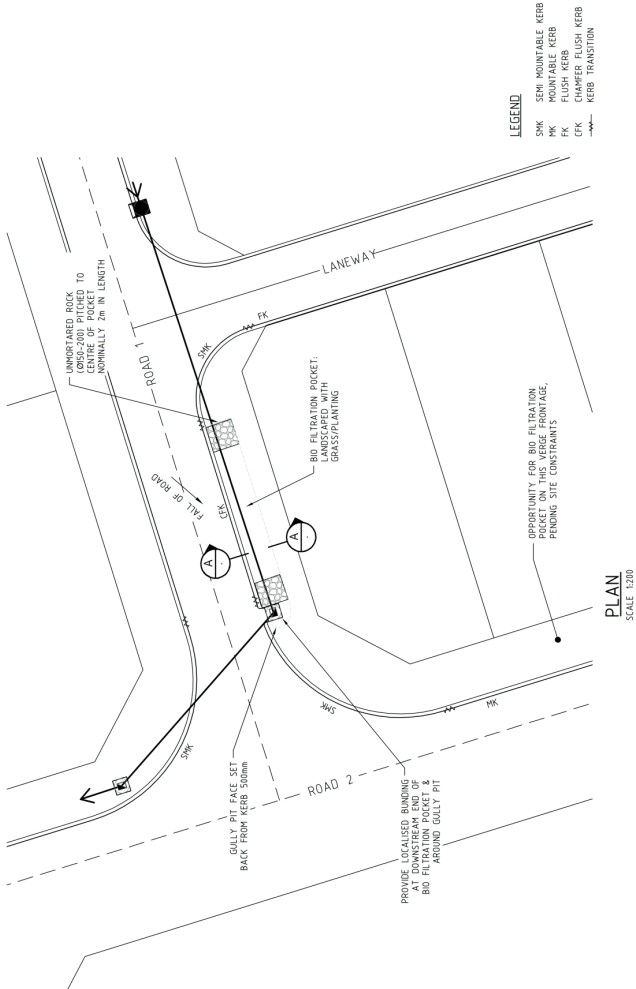 UNMORTARED ROCK
(Ø150-200) PITCHED TO
CENTRE OF POCKET
NOMINALLY 2m IN LENGTH
ROAD 1
FALL OF ROAD
LANEWAY
SMK
FK
CFK
A
A
BIO FILTRATION POCKET:
LANDSCAPED WITH
GRASS/PLANTING
SMK
SMK
MK
ROAD 2
GULLY PIT FACE SET
BACK FROM KERB 500mm
PROVIDE LOCALISED BUNDING
AT DOWNSTREAM END OF
BIO FILTRATION POCKET &
AROUND GULLY PIT
OPPORTUNITY FOR BIO FILTRATION
POCKET ON THIS VERGE FRONTAGE,
PENDING SITE CONSTRAINTS
PLAN
SCALE 1:200
LEGEND
SMK SEMI MOUNTABLE KERB
MK MOUNTABLE KERB
FK FLUSH KERB
CFK CHAMFER FLUSH KERB
KERB TRANSITION